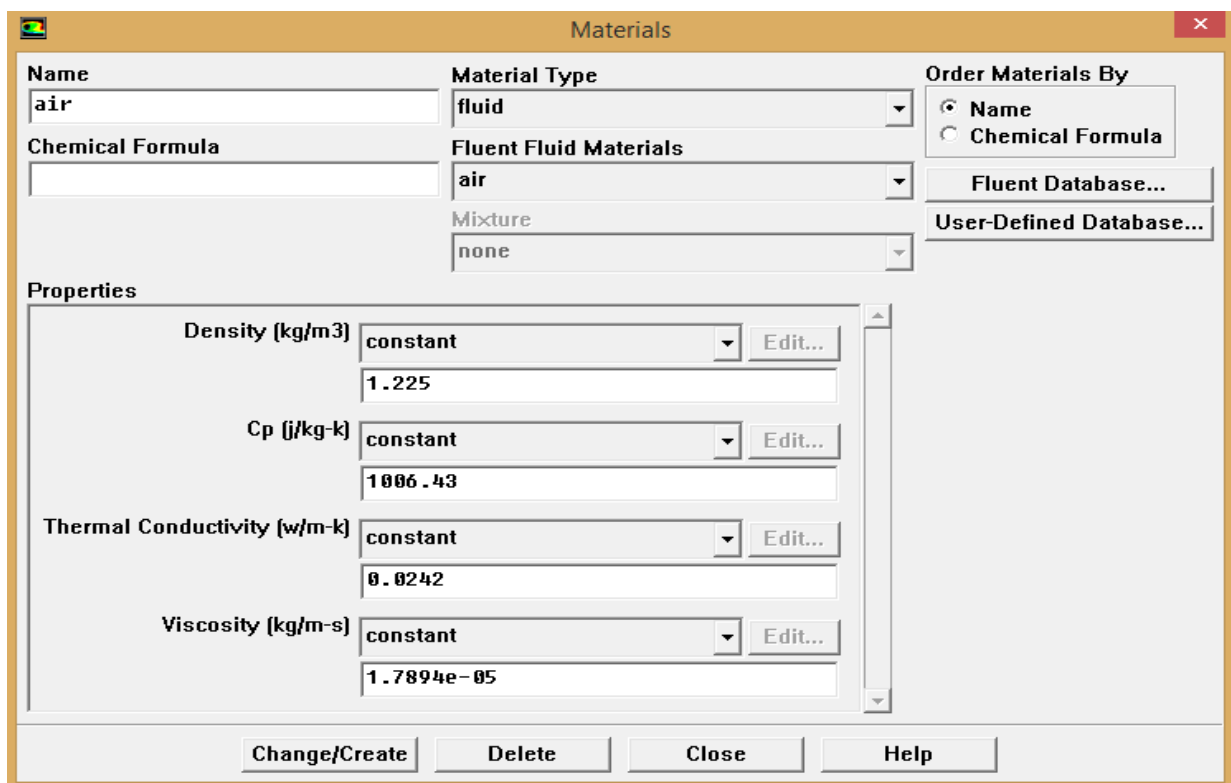 Materials
Name
air
Chemical Formula
Material Type
fluid
Fluent Fluid Materials
air
Mixture
none
Order Materials By
Name
Chemical Formula
Fluent Database...
User-Defined Database...
Properties
Density (kg/m3)
constant
Edit...
1.225
Cp (j/kg-k)
constant
Edit...
1006.43
Thermal Conductivity (w/m-k)
constant
Edit...
0.0242
Viscosity (kg/m-s)
constant
Edit...
1.7894e-05
Change/Create
Delete
Close
Help